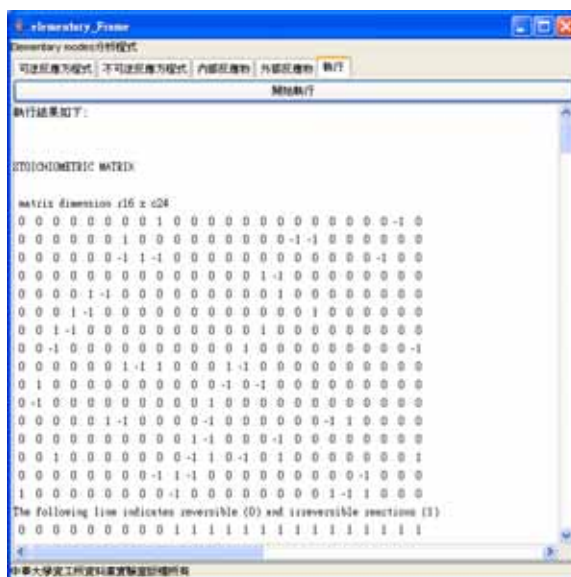 elementary_Frame
Elementary modes分析程式
可逆反應方程式 不可逆反應方程式 內部反應物 外部反應物 執行
開始執行
執行結果如下:
STOICHIOMETRIC MATRIX
matrix dimension r16 x c24
0 0 0 0 0 0 0 0 1 0 0 0 0 0 0 0 0 0 0 0 0 0 -1 0
0 0 0 0 0 0 1 0 0 0 0 0 0 0 0 0 -1 -1 0 0 0 0 0 0
0 0 0 0 0 0 -1 1 -1 0 0 0 0 0 0 0 0 0 0 0 0 -1 0 0
0 0 0 0 0 0 0 0 0 0 0 0 0 0 1 -1 0 0 0 0 0 0 0 0
0 0 0 0 1 -1 0 0 0 0 0 0 0 0 0 1 0 0 0 0 0 0 0 0
0 0 0 1 -1 0 0 0 0 0 0 0 0 0 0 0 0 1 0 0 0 0 0 0
0 0 1 -1 0 0 0 0 0 0 0 0 0 0 1 0 0 0 0 0 0 0 0 0
0 0 -1 0 0 0 0 0 0 0 0 0 0 1 0 0 0 0 0 0 0 0 0 -1
0 0 0 0 0 0 1 -1 1 0 0 0 1 -1 0 0 0 0 0 0 0 0 0 0
0 1 0 0 0 0 0 0 0 0 0 0 -1 0 -1 0 0 0 0 0 0 0 0 0
0 -1 0 0 0 0 0 0 0 0 0 1 0 0 0 0 0 0 0 0 0 0 0 0
0 0 0 0 0 1 -1 0 0 0 0 -1 0 0 0 0 0 0 -1 1 0 0 0 0
0 0 0 0 0 0 0 0 0 0 1 -1 0 0 0 -1 0 0 0 0 0 0 0 0
0 0 1 0 0 0 0 0 0 0 -1 1 0 -1 0 1 0 0 0 0 0 0 0 1
0 0 0 0 0 0 0 0 -1 1 -1 0 0 0 0 0 0 0 0 0 -1 0 0 0
1 0 0 0 0 0 0 0 0 -1 0 0 0 0 0 0 0 0 1 -1 1 0 0 0
The following line indicates reversible (0) and irreversible reactions (1)
0 0 0 0 0 0 0 0 0 1 1 1 1 1 1 1 1 1 1 1 1 1 1 1